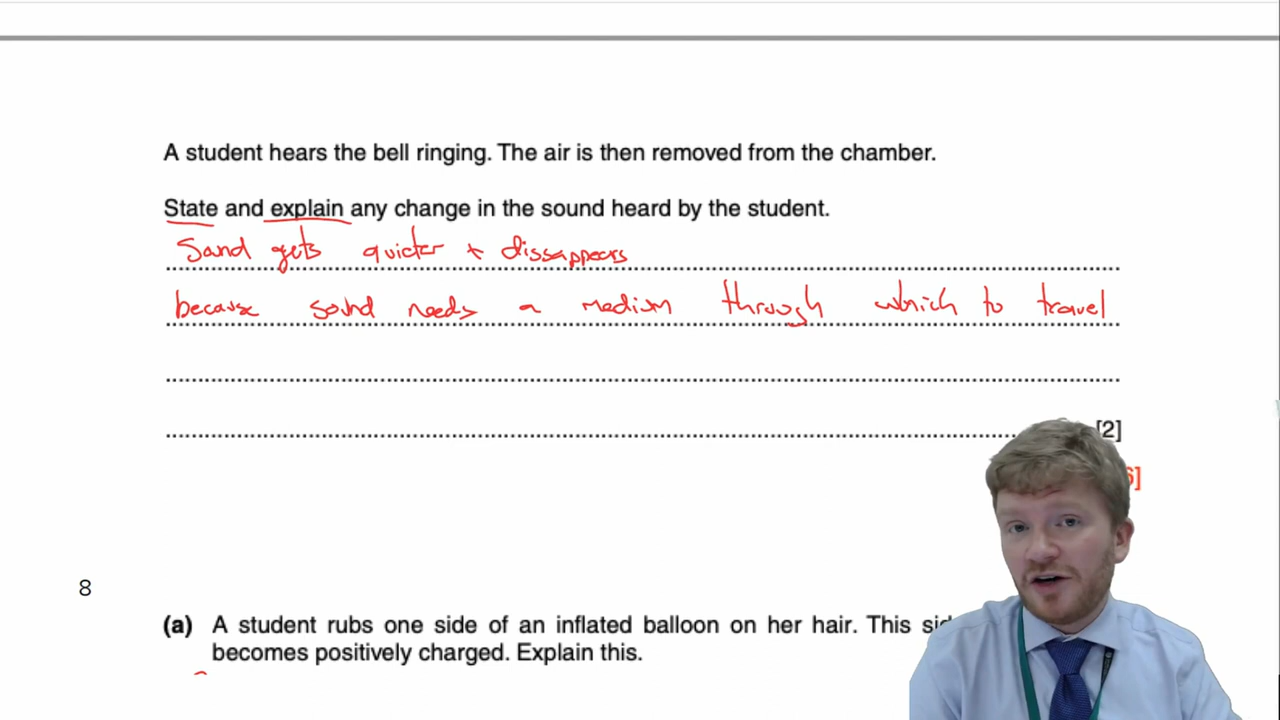 A student hears the bell ringing. The air is then removed from the chamber.
State and explain any change in the sound heard by the student.
Sound gets quieter + dissappears
because sound needs a medium through which to travel
[2]
6]
8
(a) A student rubs one side of an inflated balloon on her hair. This
becomes positively charged. Explain this.